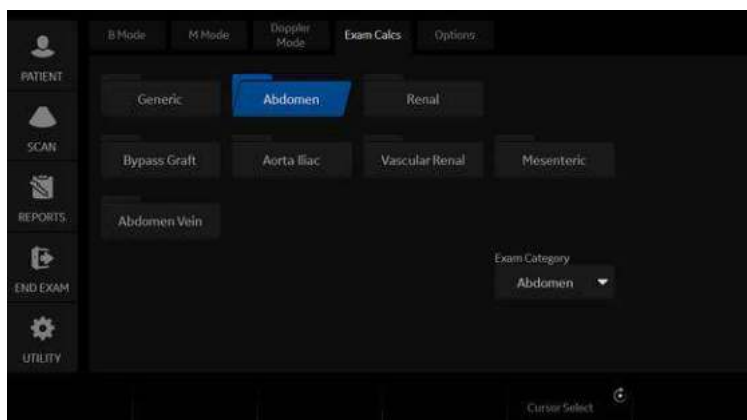 B Mode
M Mode
Doppler
Mode
Exam Calcs
Options
PATIENT
SCAN
REPORTS
END EXAM
UTILITY
Generic
Abdomen
Renal
Bypass Graft
Aorta Iliac
Vascular Renal
Mesenteric
Abdomen Vein
Exam Category
Abdomen
Cursor Select